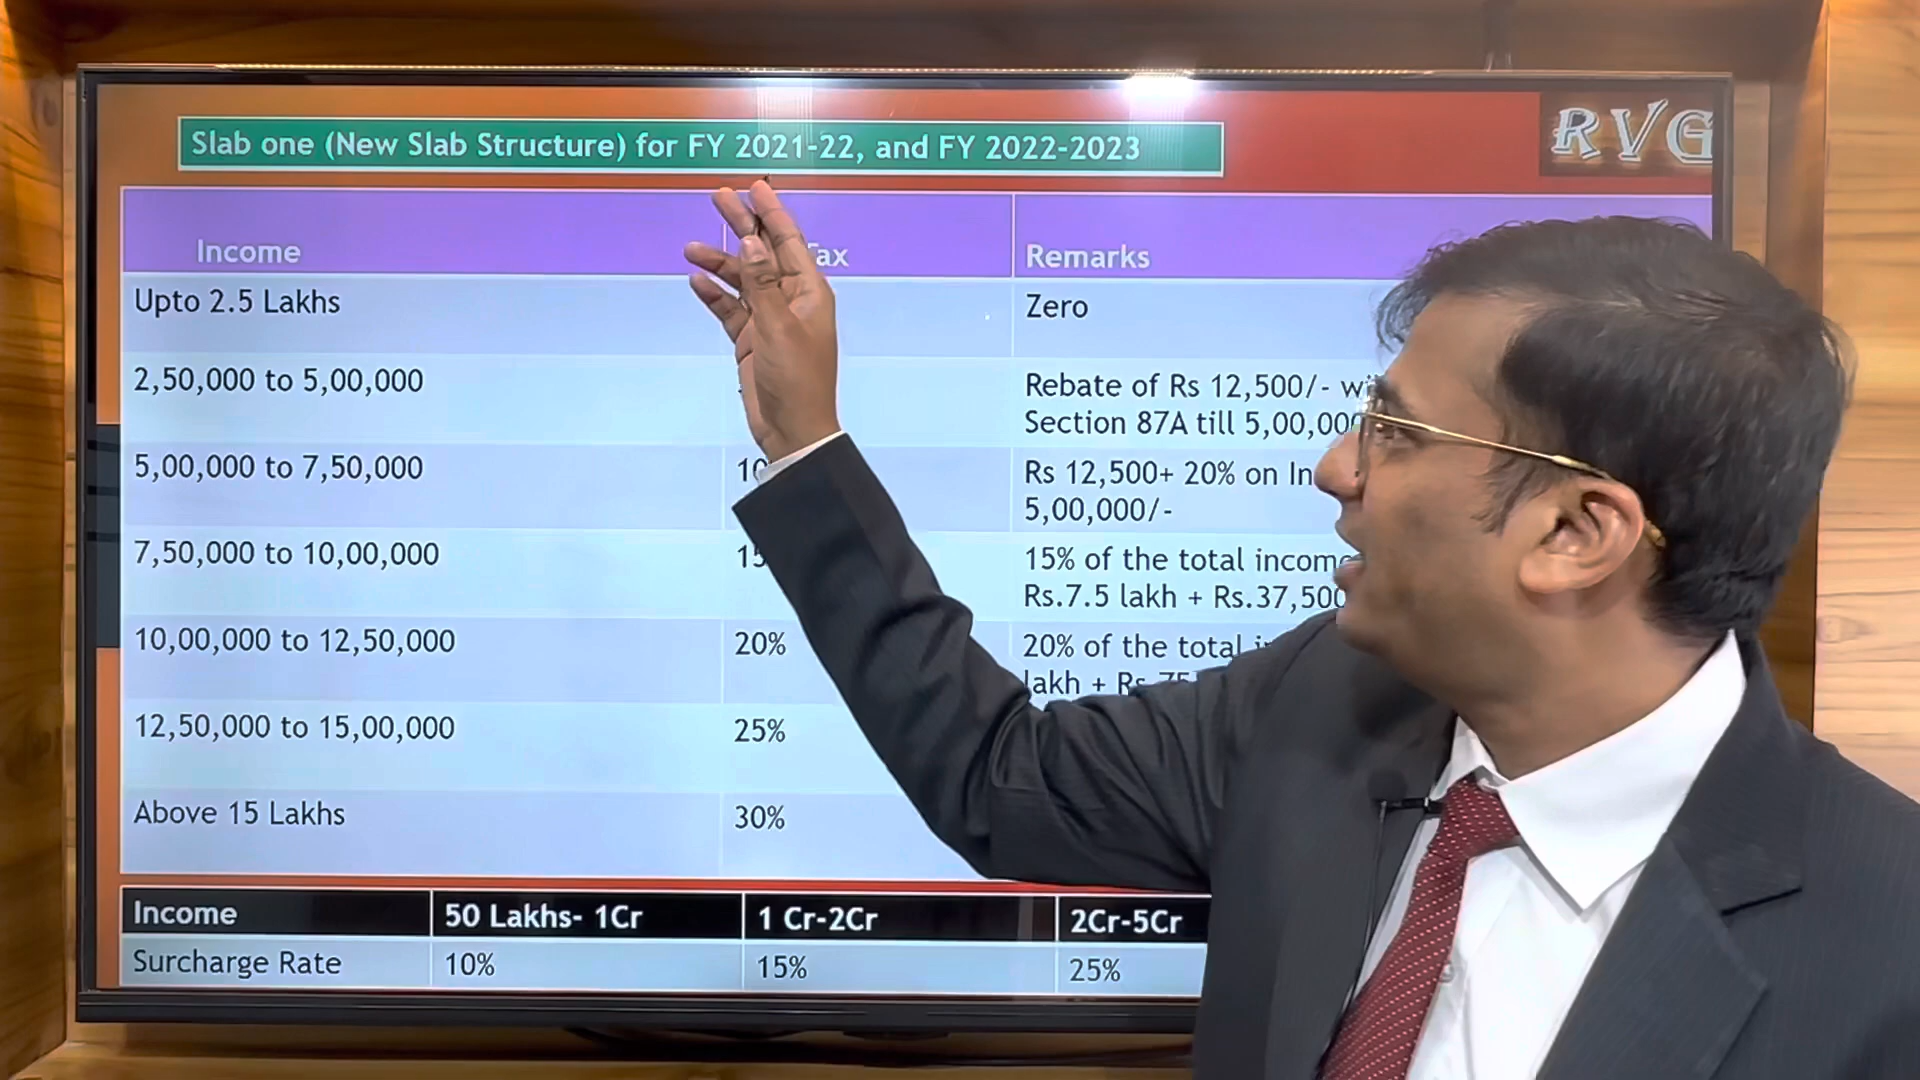 Slab one (New Slab Structure) for FY 2021-22, and FY 2022-2023
RVG
Income Remarks
Upto 2.5 Lakhs Zero
2,50,000 to 5,00,000 Rebate of Rs 12,500/-
Section 87A till
5,00,000 to 7,50,000 Rs 12,500+ 20% on
5,00,000/-
7,50,000 to 10,00,000 15% of the total
Rs.7.5 lakh + Rs.37,500
10,00,000 to 12,50,000 20% 20% of the total
lakh +
12,50,000 to 15,00,000 25%
Above 15 Lakhs 30%
Income 50 Lakhs- 1Cr 1 Cr-2Cr 2Cr-5Cr
Surcharge Rate 10% 15% 25%